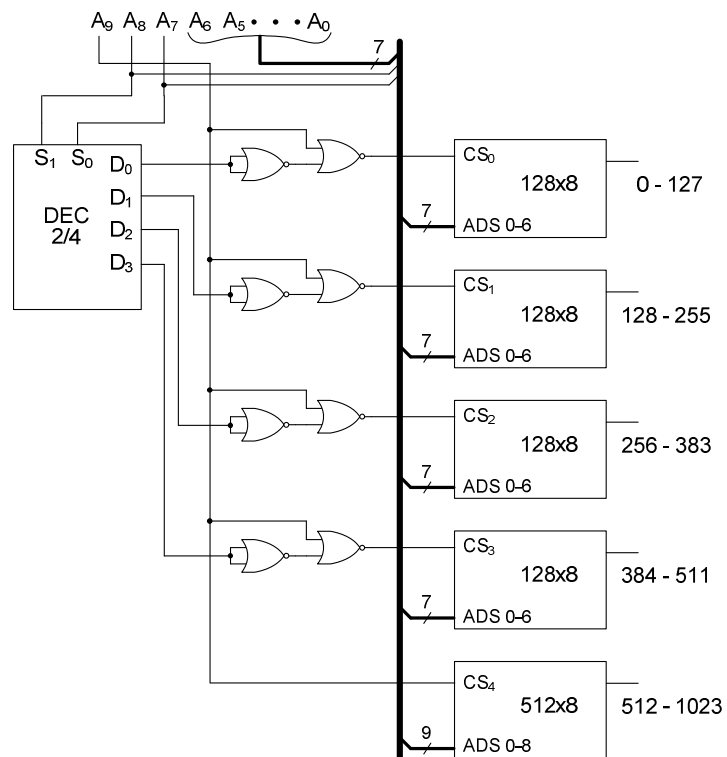 A₉ A₈ A₇ A₆ A₅ • • • A₀
7
S₁ S₀
DEC
2/4
D₀
D₁
D₂
D₃
CS₀
128x8
7
ADS 0–6
0 - 127
CS₁
128x8
7
ADS 0–6
128 - 255
CS₂
128x8
7
ADS 0–6
256 - 383
CS₃
128x8
7
ADS 0–6
384 - 511
CS₄
512x8
9
ADS 0–8
512 - 1023